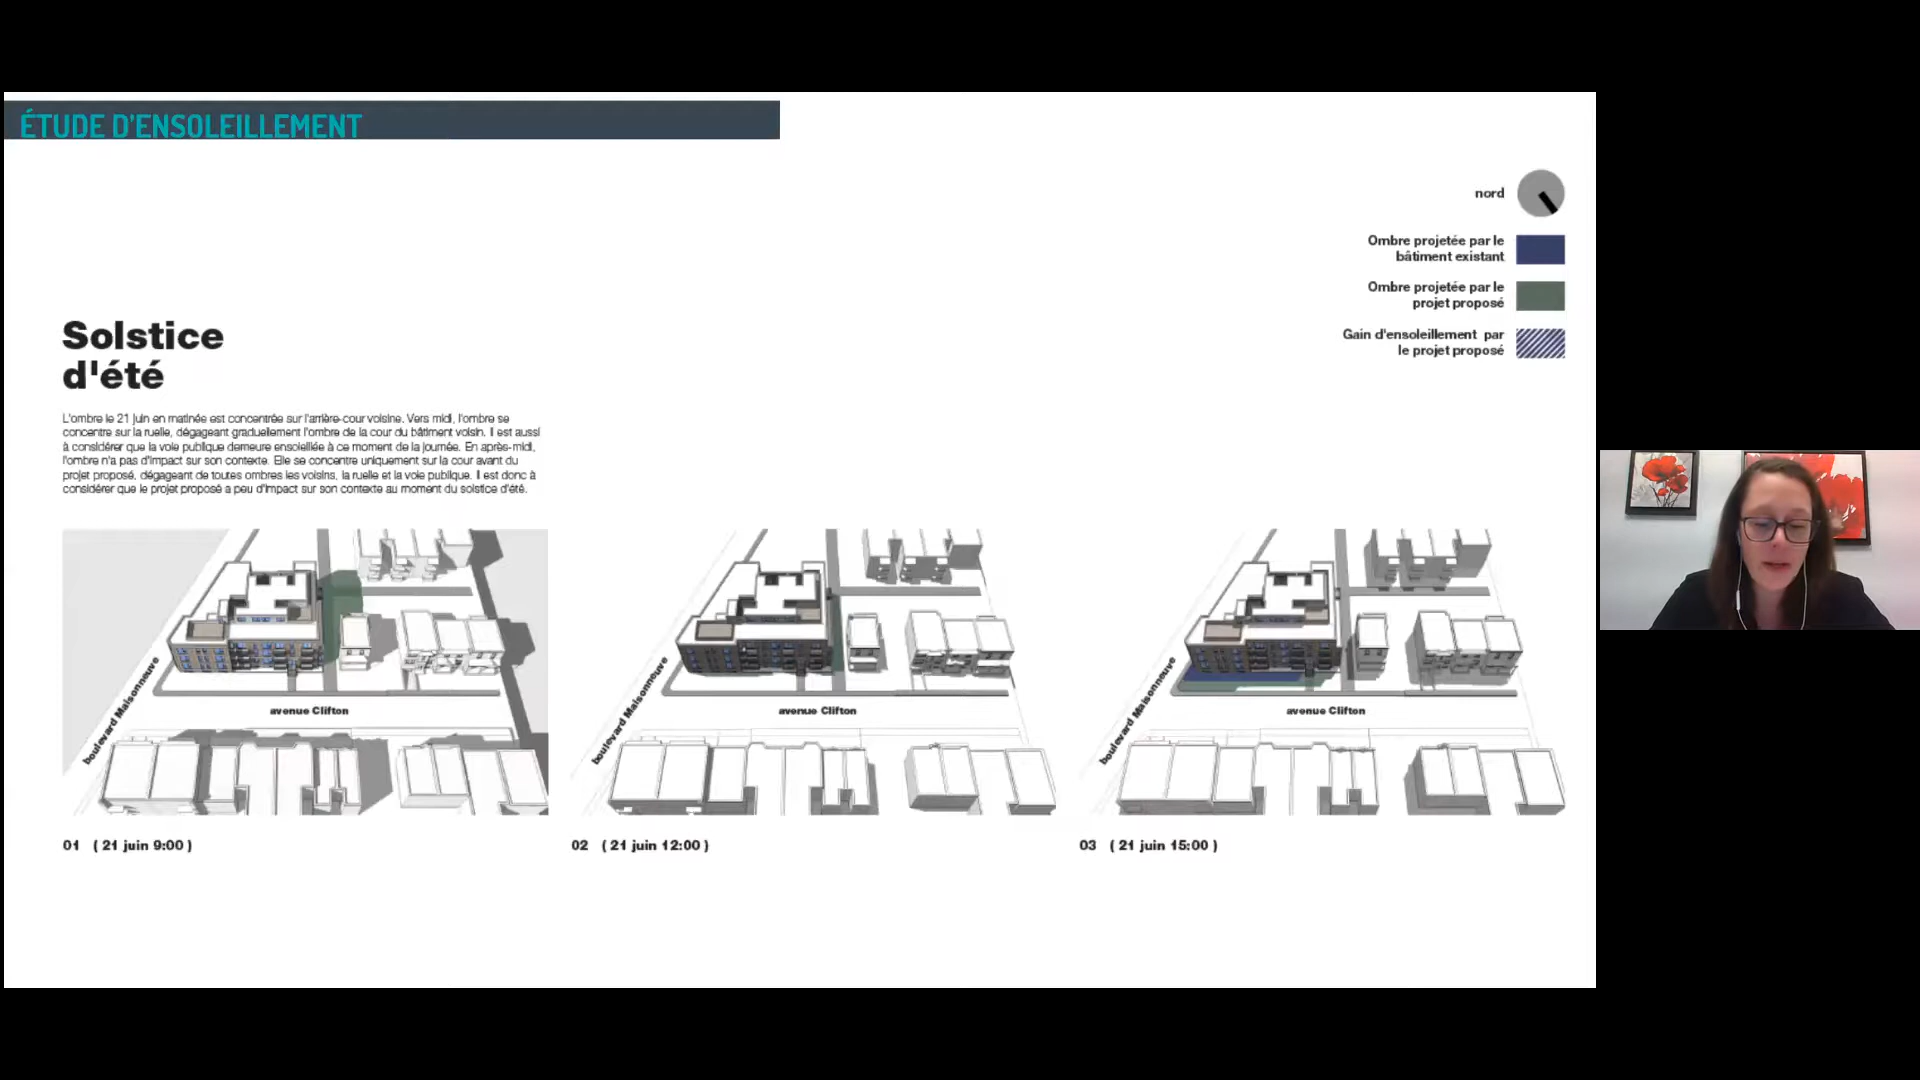 ÉTUDE D'ENSOLEILLEMENT
nord
Ombre projetée par le
bâtiment existant
Ombre projetée par le
projet proposé
Gain d'ensoleillement par
le projet proposé
Solstice
d'été
L'ombre le 21 juin en matinée est concentrée sur l'arrière-cour voisine. Vers midi, l'ombre se
concentre sur la ruelle, dégageant graduellement l'ombre de la cour du bâtiment voisin. Il est aussi
à considérer que la voie publique demeure ensoleillée à ce moment de la journée. En après-midi,
l'ombre n'a pas d'impact sur son contexte. Elle se concentre uniquement sur la cour avant du
projet proposé, dégageant de toutes ombres les voisins, la ruelle et la voie publique. Il est donc à
considérer que le projet proposé a peu d'impact sur son contexte au moment du solstice d'été.
boulevard Maisonneuve
avenue Clifton
boulevard Maisonneuve
avenue Clifton
boulevard Maisonneuve
avenue Clifton
01 ( 21 juin 9:00 )
02 ( 21 juin 12:00 )
03 ( 21 juin 15:00 )